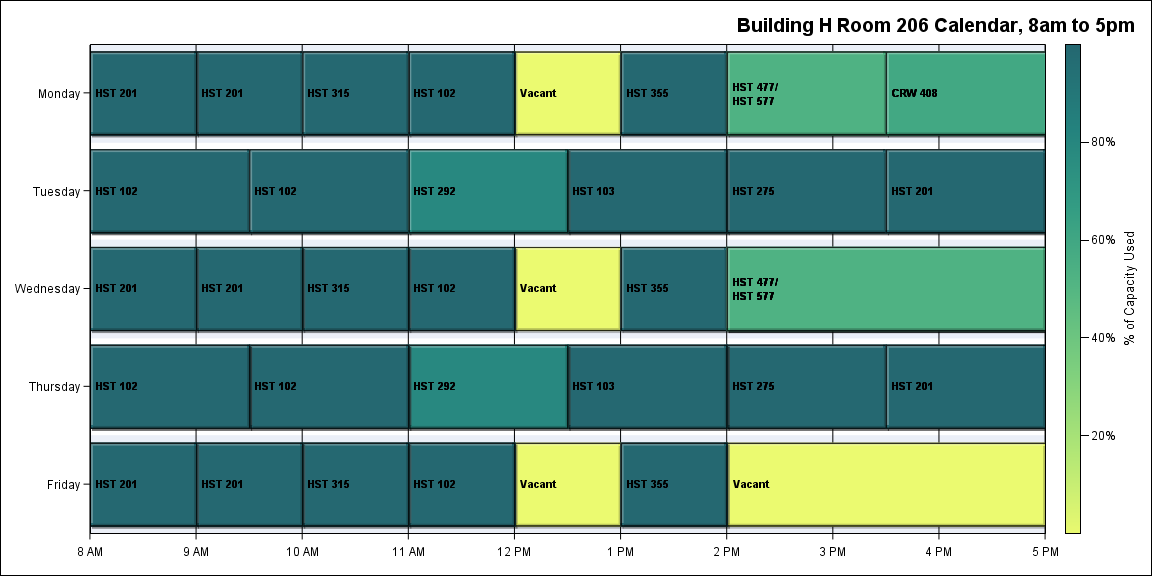 Building H Room 206 Calendar, 8am to 5pm
Monday
HST 201
HST 201
HST 315
HST 102
Vacant
HST 355
HST 477/
HST 577
CRW 408
Tuesday
HST 102
HST 102
HST 292
HST 103
HST 275
HST 201
Wednesday
HST 201
HST 201
HST 315
HST 102
Vacant
HST 355
HST 477/
HST 577
Thursday
HST 102
HST 102
HST 292
HST 103
HST 275
HST 201
Friday
HST 201
HST 201
HST 315
HST 102
Vacant
HST 355
Vacant
8 AM
9 AM
10 AM
11 AM
12 PM
1 PM
2 PM
3 PM
4 PM
5 PM
80%
60%
40%
20%
% of Capacity Used